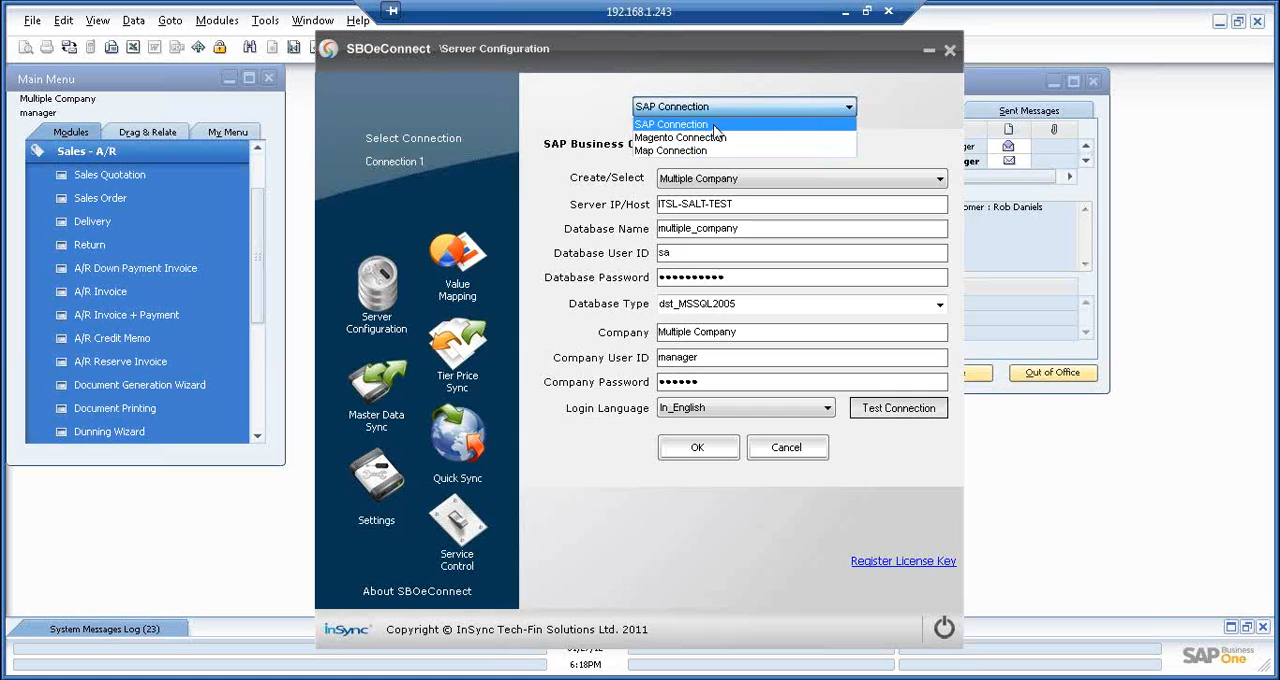 192.168.1.243
File Edit View Data Goto Modules Tools Window Help
SBOeConnect \Server Configuration
Main Menu
Multiple Company
manager
Modules Drag & Relate My Menu
Sales - A/R
Sales Quotation
Sales Order
Delivery
Return
A/R Down Payment Invoice
A/R Invoice
A/R Invoice + Payment
A/R Credit Memo
A/R Reserve Invoice
Document Generation Wizard
Document Printing
Dunning Wizard
Select Connection
Connection 1
Value
Mapping
Server
Configuration
Tier Price
Sync
Master Data
Sync
Quick Sync
Settings
Service
Control
About SBOeConnect
SAP Connection
SAP Connection
Magento Connection
Map Connection
SAP Business
Create/Select Multiple Company
Server IP/Host ITSL-SALT-TEST
Database Name multiple_company
Database User ID sa
Database Password ●●●●●●●●●●
Database Type dst_MSSQL2005
Company Multiple Company
Company User ID manager
Company Password ●●●●●●
Login Language ln_English Test Connection
OK Cancel
Register License Key
Sent Messages
ger
ger
omer : Rob Daniels
Out of Office
inSync Copyright © InSync Tech-Fin Solutions Ltd. 2011
System Messages Log (23)
6:18PM
SAP Business One